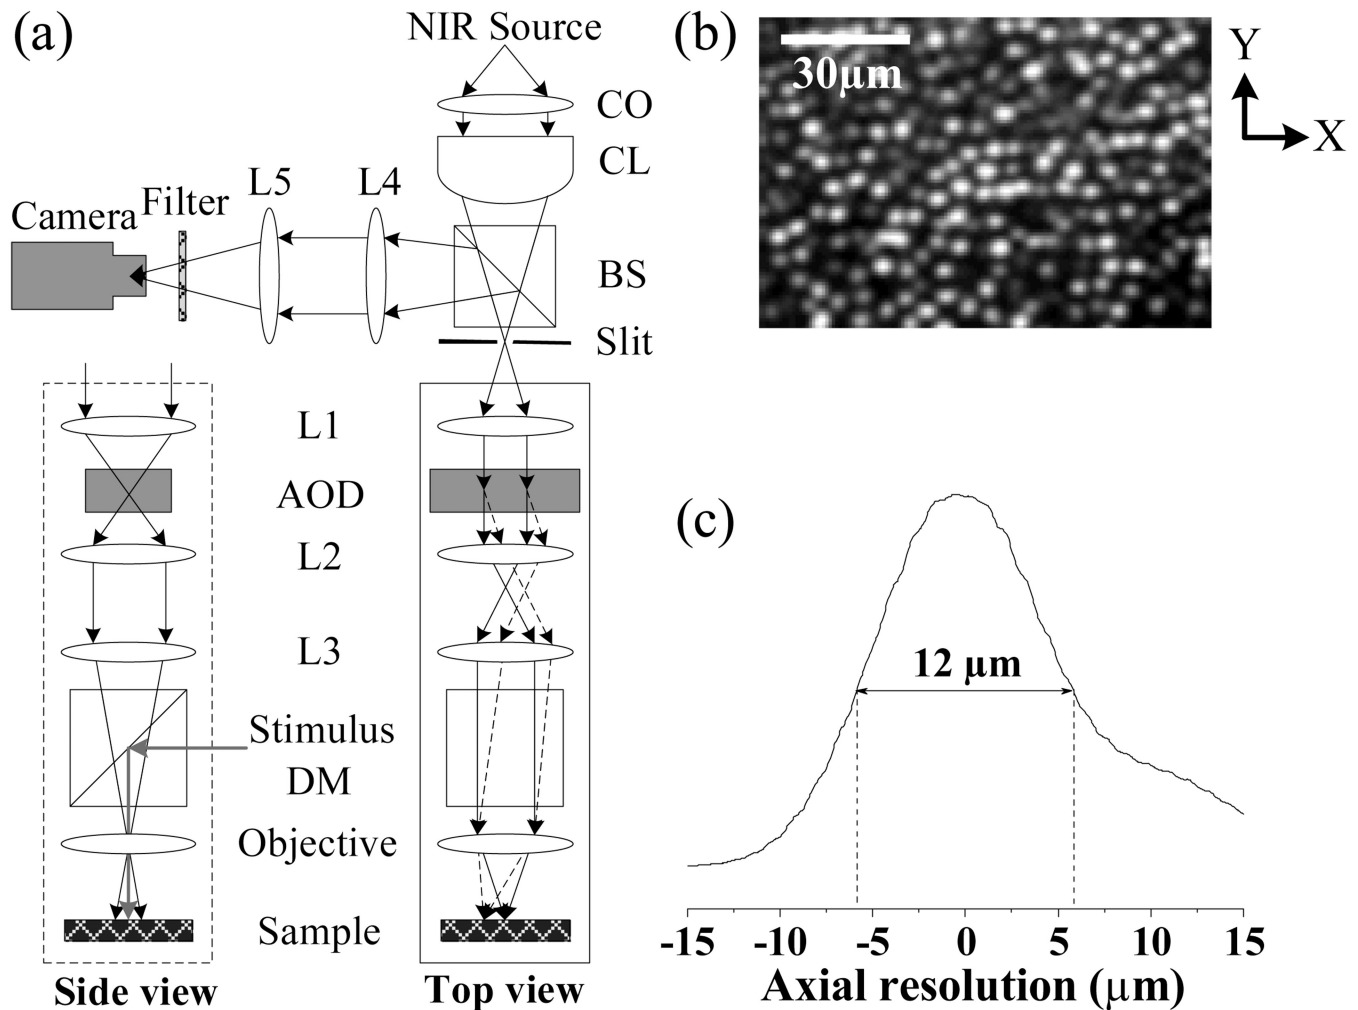 (a)
NIR Source
CO
CL
L5
L4
Camera
Filter
BS
Slit
L1
AOD
L2
L3
Stimulus
DM
Objective
Sample
Side view
Top view
(b)
30μm
Y
X
(c)
12 μm
-15 -10 -5 0 5 10 15
Axial resolution (μm)